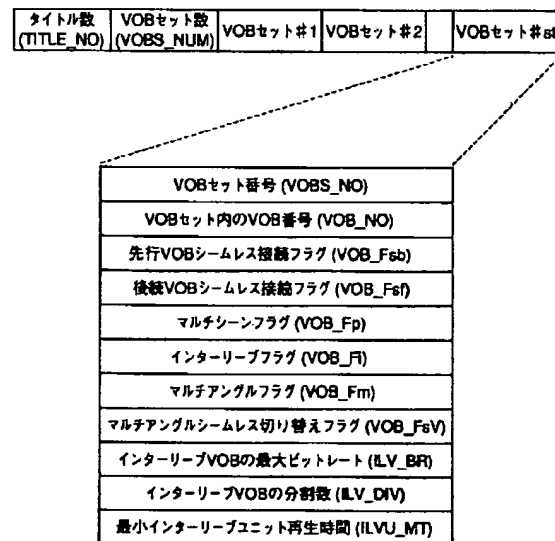 タイトル数
(TITLE_NO)
VOBセット数
(VOBS_NUM)
VOBセット#1
VOBセット#2
VOBセット#st
VOBセット番号 (VOBS_NO)
VOBセット内のVOB番号 (VOB_NO)
先行VOBシームレス接続フラグ (VOB_Fsb)
後続VOBシームレス接続フラグ (VOB_Fsf)
マルチシーンフラグ (VOB_Fp)
インターリーブフラグ (VOB_Fi)
マルチアングルフラグ (VOB_Fm)
マルチアングルシームレス切り替えフラグ (VOB_FsV)
インターリーブVOBの最大ビットレート (ILV_BR)
インターリーブVOBの分割数 (ILV_DIV)
最小インターリーブユニット再生時間 (ILVU_MT)